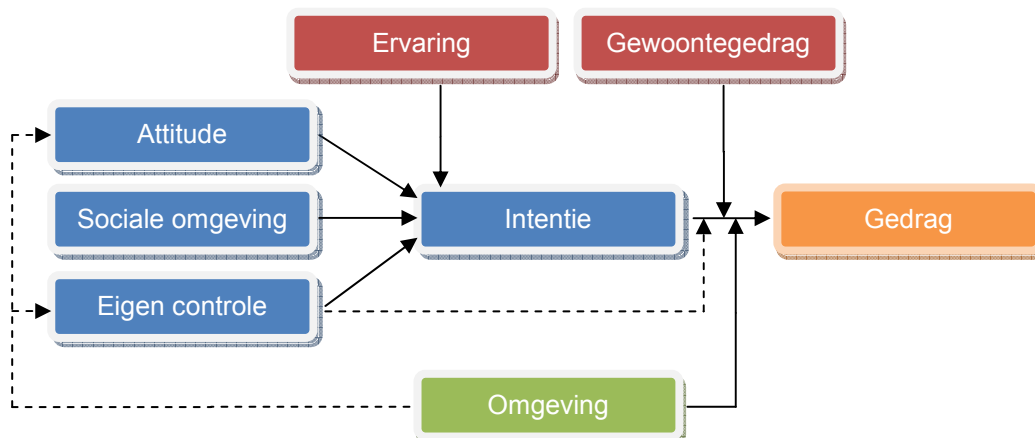 Ervaring
Gewoontegedrag
Attitude
Sociale omgeving
Intentie
Gedrag
Eigen controle
Omgeving